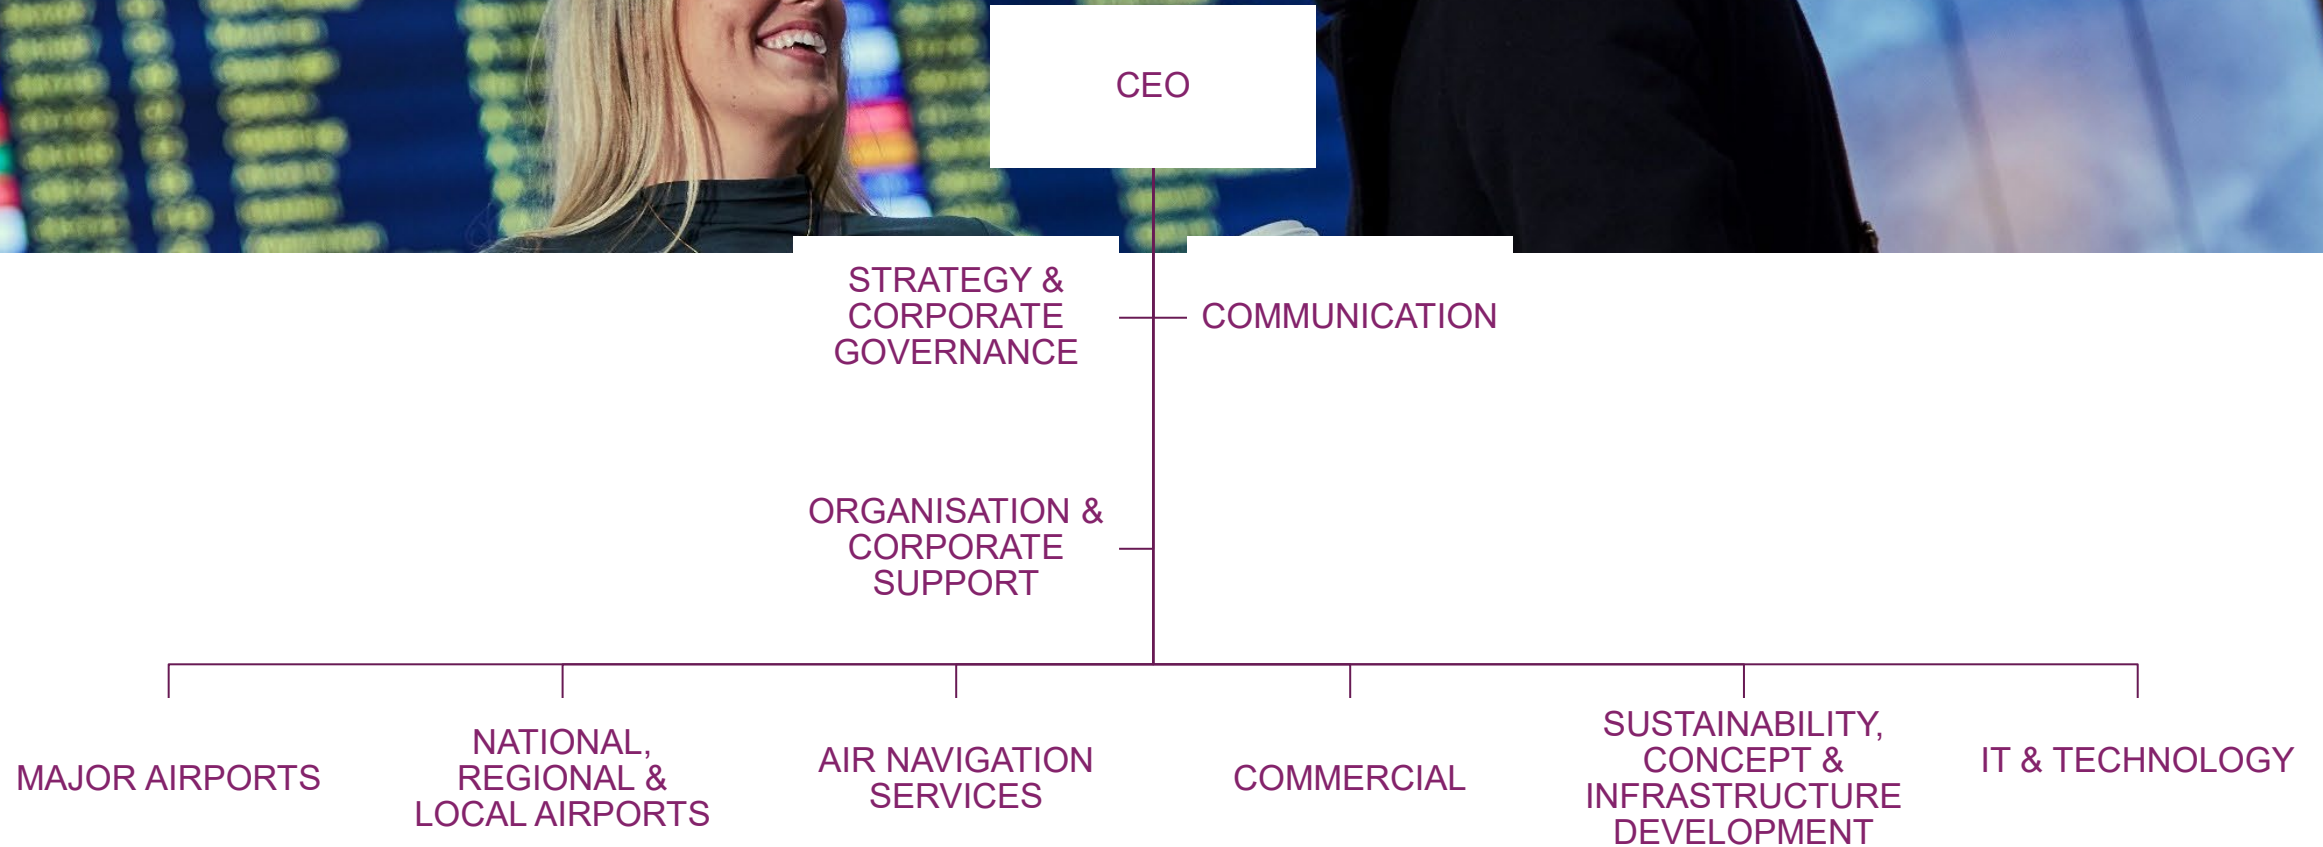 CEO
STRATEGY &
CORPORATE
GOVERNANCE
COMMUNICATION
ORGANISATION &
CORPORATE
SUPPORT
MAJOR AIRPORTS
NATIONAL,
REGIONAL &
LOCAL AIRPORTS
AIR NAVIGATION
SERVICES
COMMERCIAL
SUSTAINABILITY,
CONCEPT &
INFRASTRUCTURE
DEVELOPMENT
IT & TECHNOLOGY